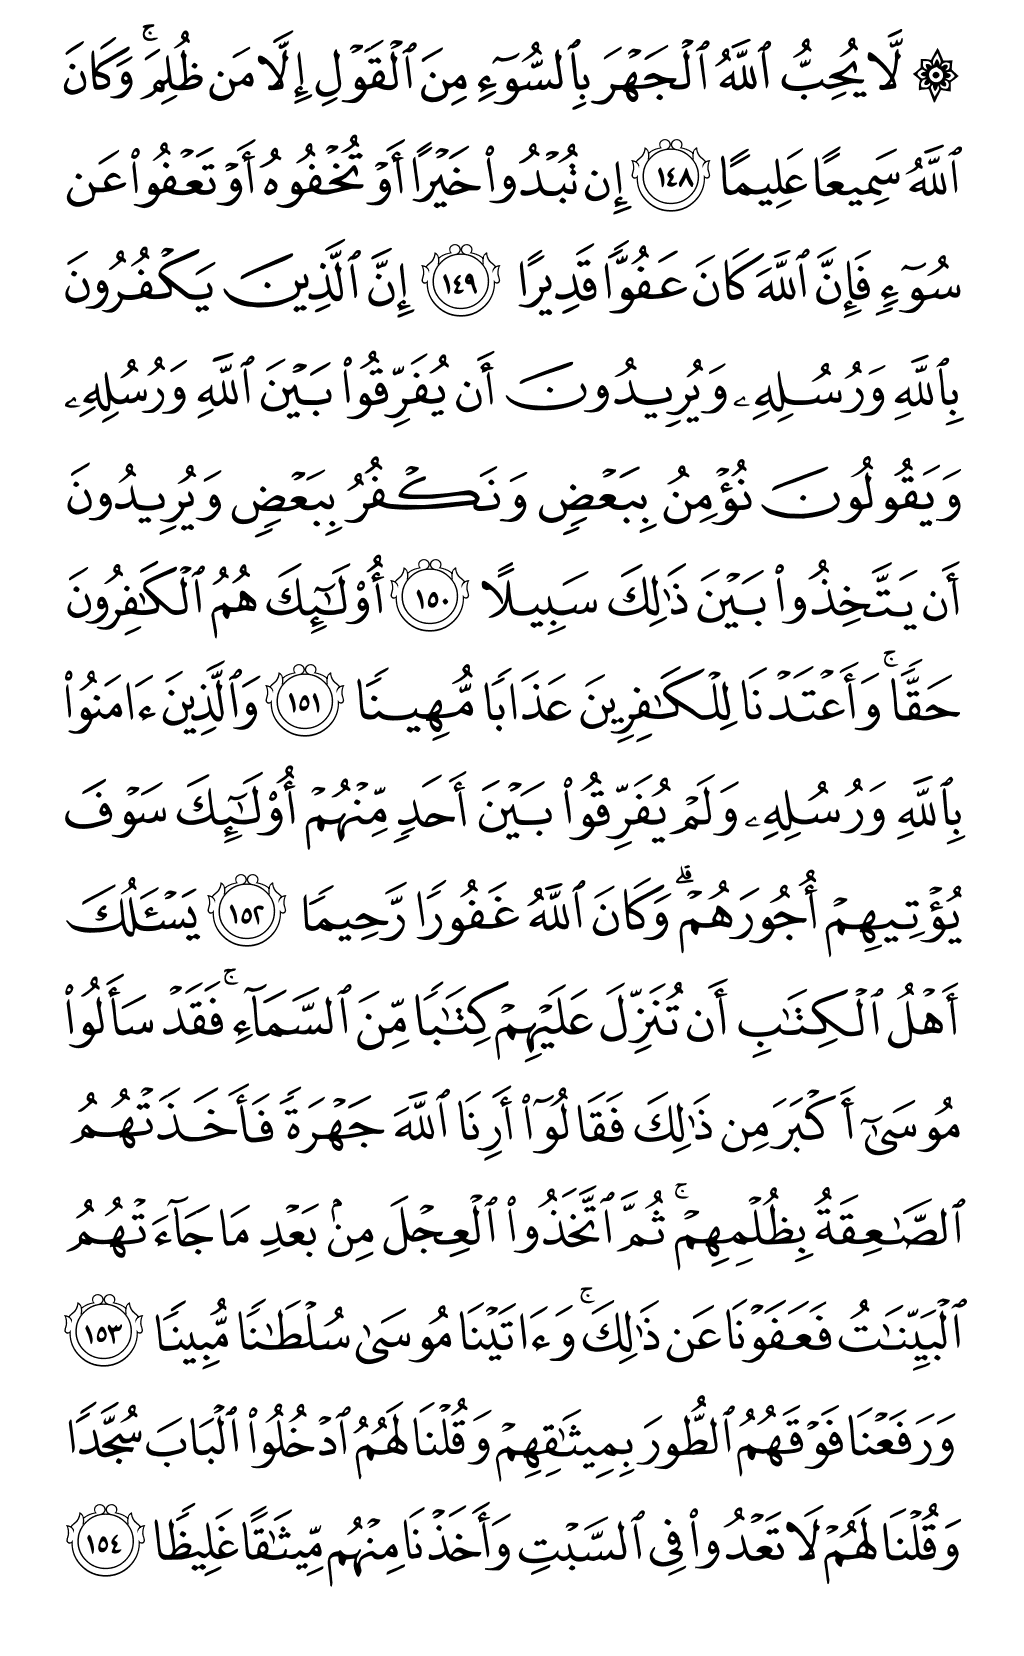 ۞ لَّا يُحِبُّ ٱللَّهُ ٱلْجَهْرَ بِٱلسُّوٓءِ مِنَ ٱلْقَوْلِ إِلَّا مَن ظُلِمَ ۚ وَكَانَ
ٱللَّهُ سَمِيعًا عَلِيمًا ١٤٨ إِن تُبْدُوا۟ خَيْرًا أَوْ تُخْفُوهُ أَوْ تَعْفُوا۟ عَن
سُوٓءٍ فَإِنَّ ٱللَّهَ كَانَ عَفُوًّا قَدِيرًا ١٤٩ إِنَّ ٱلَّذِينَ يَكْفُرُونَ
بِٱللَّهِ وَرُسُلِهِۦ وَيُرِيدُونَ أَن يُفَرِّقُوا۟ بَيْنَ ٱللَّهِ وَرُسُلِهِۦ
وَيَقُولُونَ نُؤْمِنُ بِبَعْضٍ وَنَكْفُرُ بِبَعْضٍ وَيُرِيدُونَ
أَن يَتَّخِذُوا۟ بَيْنَ ذَٰلِكَ سَبِيلًا ١٥٠ أُو۟لَٰٓئِكَ هُمُ ٱلْكَٰفِرُونَ
حَقًّا ۚ وَأَعْتَدْنَا لِلْكَٰفِرِينَ عَذَابًا مُّهِينًا ١٥١ وَٱلَّذِينَ ءَامَنُوا۟
بِٱللَّهِ وَرُسُلِهِۦ وَلَمْ يُفَرِّقُوا۟ بَيْنَ أَحَدٍ مِّنْهُمْ أُو۟لَٰٓئِكَ سَوْفَ
يُؤْتِيهِمْ أُجُورَهُمْ ۗ وَكَانَ ٱللَّهُ غَفُورًا رَّحِيمًا ١٥٢ يَسْـَٔلُكَ
أَهْلُ ٱلْكِتَٰبِ أَن تُنَزِّلَ عَلَيْهِمْ كِتَٰبًا مِّنَ ٱلسَّمَآءِ ۚ فَقَدْ سَأَلُوا۟
مُوسَىٰٓ أَكْبَرَ مِن ذَٰلِكَ فَقَالُوٓا۟ أَرِنَا ٱللَّهَ جَهْرَةً فَأَخَذَتْهُمُ
ٱلصَّٰعِقَةُ بِظُلْمِهِمْ ۚ ثُمَّ ٱتَّخَذُوا۟ ٱلْعِجْلَ مِنۢ بَعْدِ مَا جَآءَتْهُمُ
ٱلْبَيِّنَٰتُ فَعَفَوْنَا عَن ذَٰلِكَ ۚ وَءَاتَيْنَا مُوسَىٰ سُلْطَٰنًا مُّبِينًا ١٥٣
وَرَفَعْنَا فَوْقَهُمُ ٱلطُّورَ بِمِيثَٰقِهِمْ وَقُلْنَا لَهُمُ ٱدْخُلُوا۟ ٱلْبَابَ سُجَّدًا
وَقُلْنَا لَهُمْ لَا تَعْدُوا۟ فِى ٱلسَّبْتِ وَأَخَذْنَا مِنْهُم مِّيثَٰقًا غَلِيظًا ١٥٤